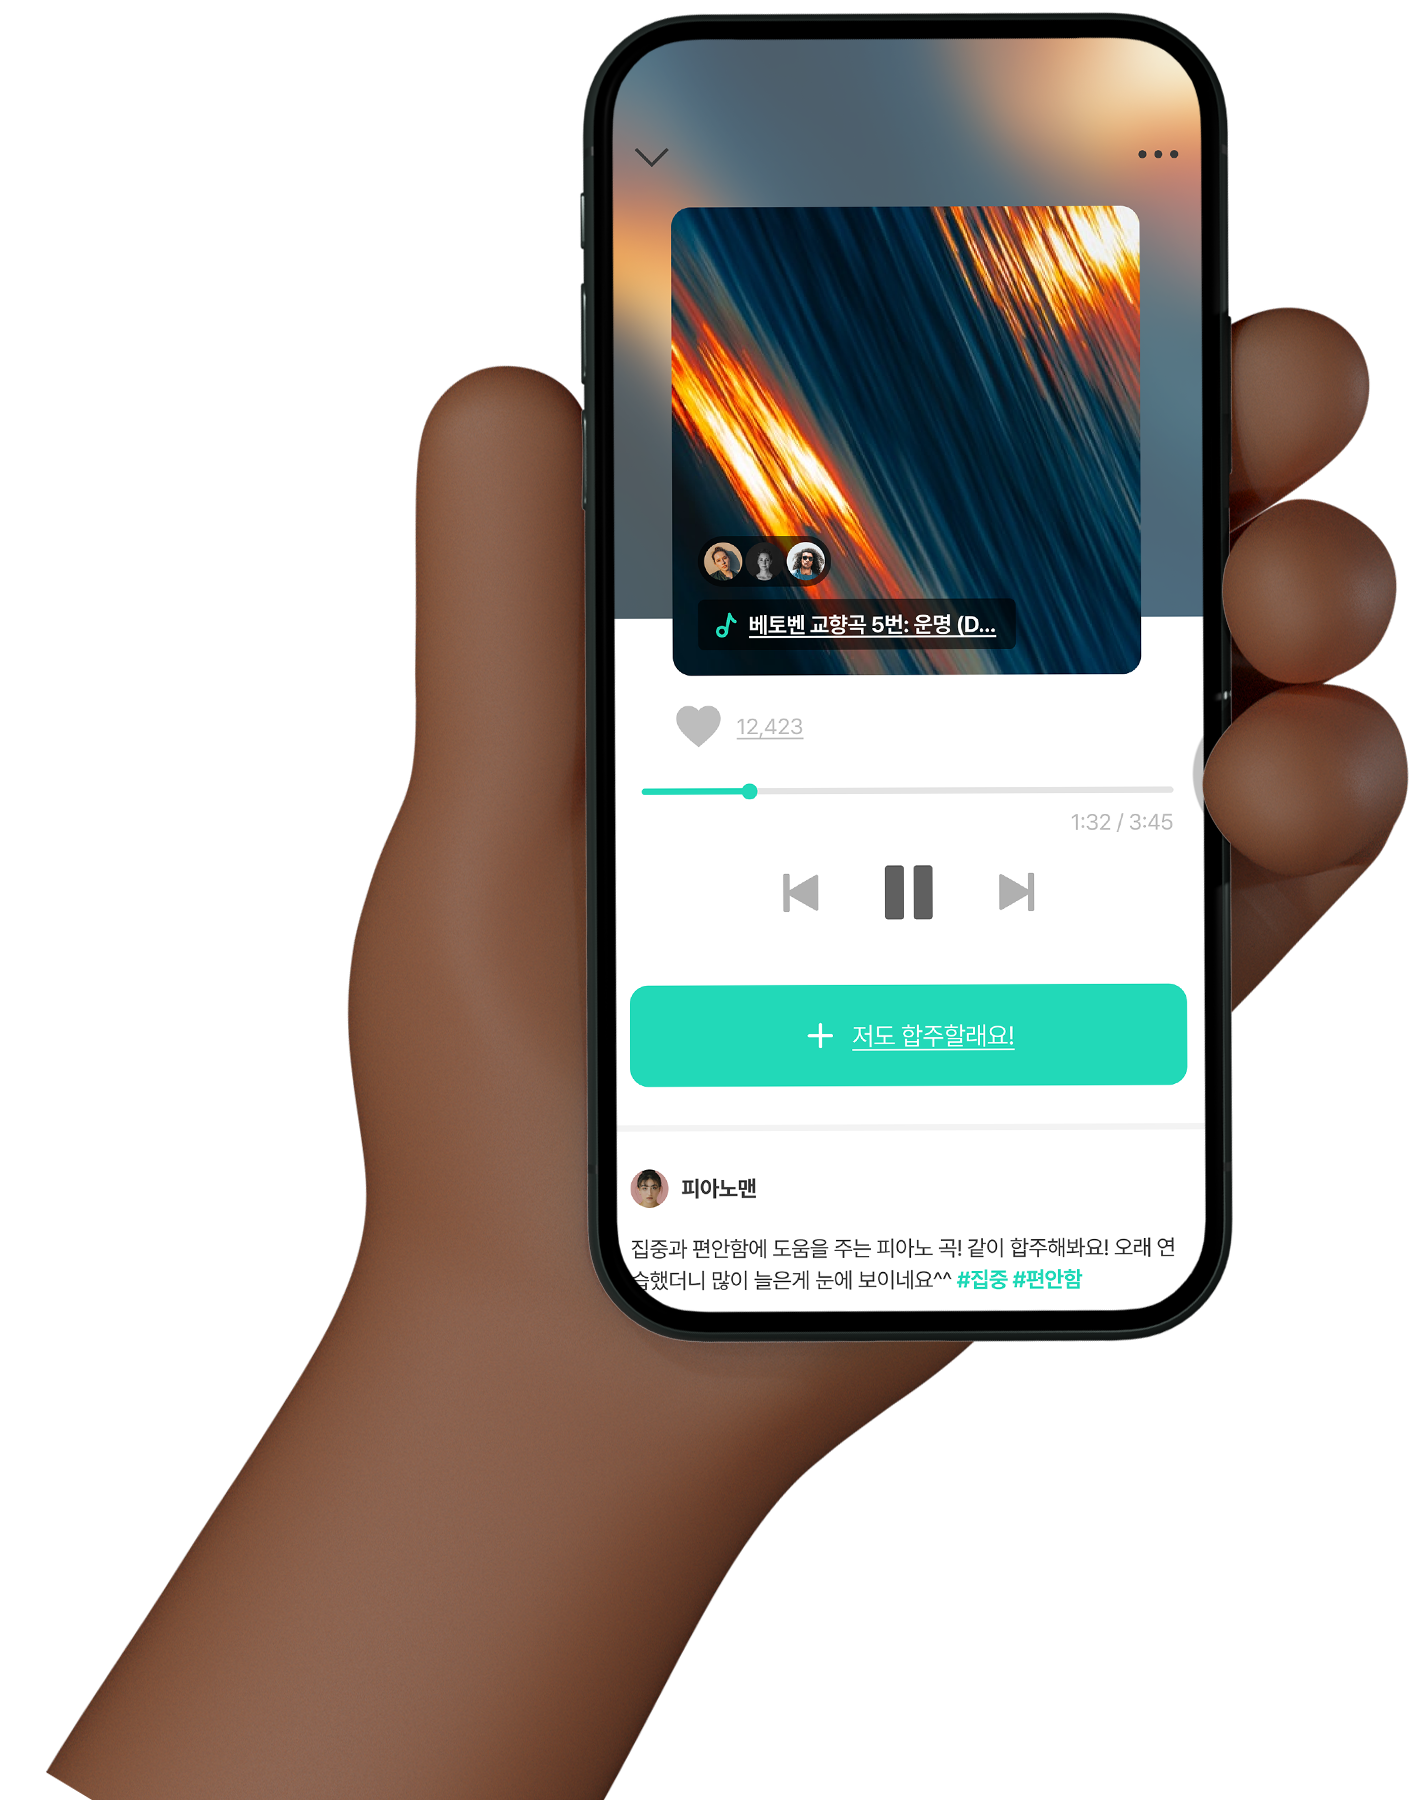 베토벤 교향곡 5번: 운명 (D...
12,423
1:32 / 3:45
저도 합주할래요!
피아노맨
집중과 편안함에 도움을 주는 피아노 곡! 같이 합주해봐요! 오래 연
습했더니 많이 늘은게 눈에 보이네요^^ #집중 #편안함